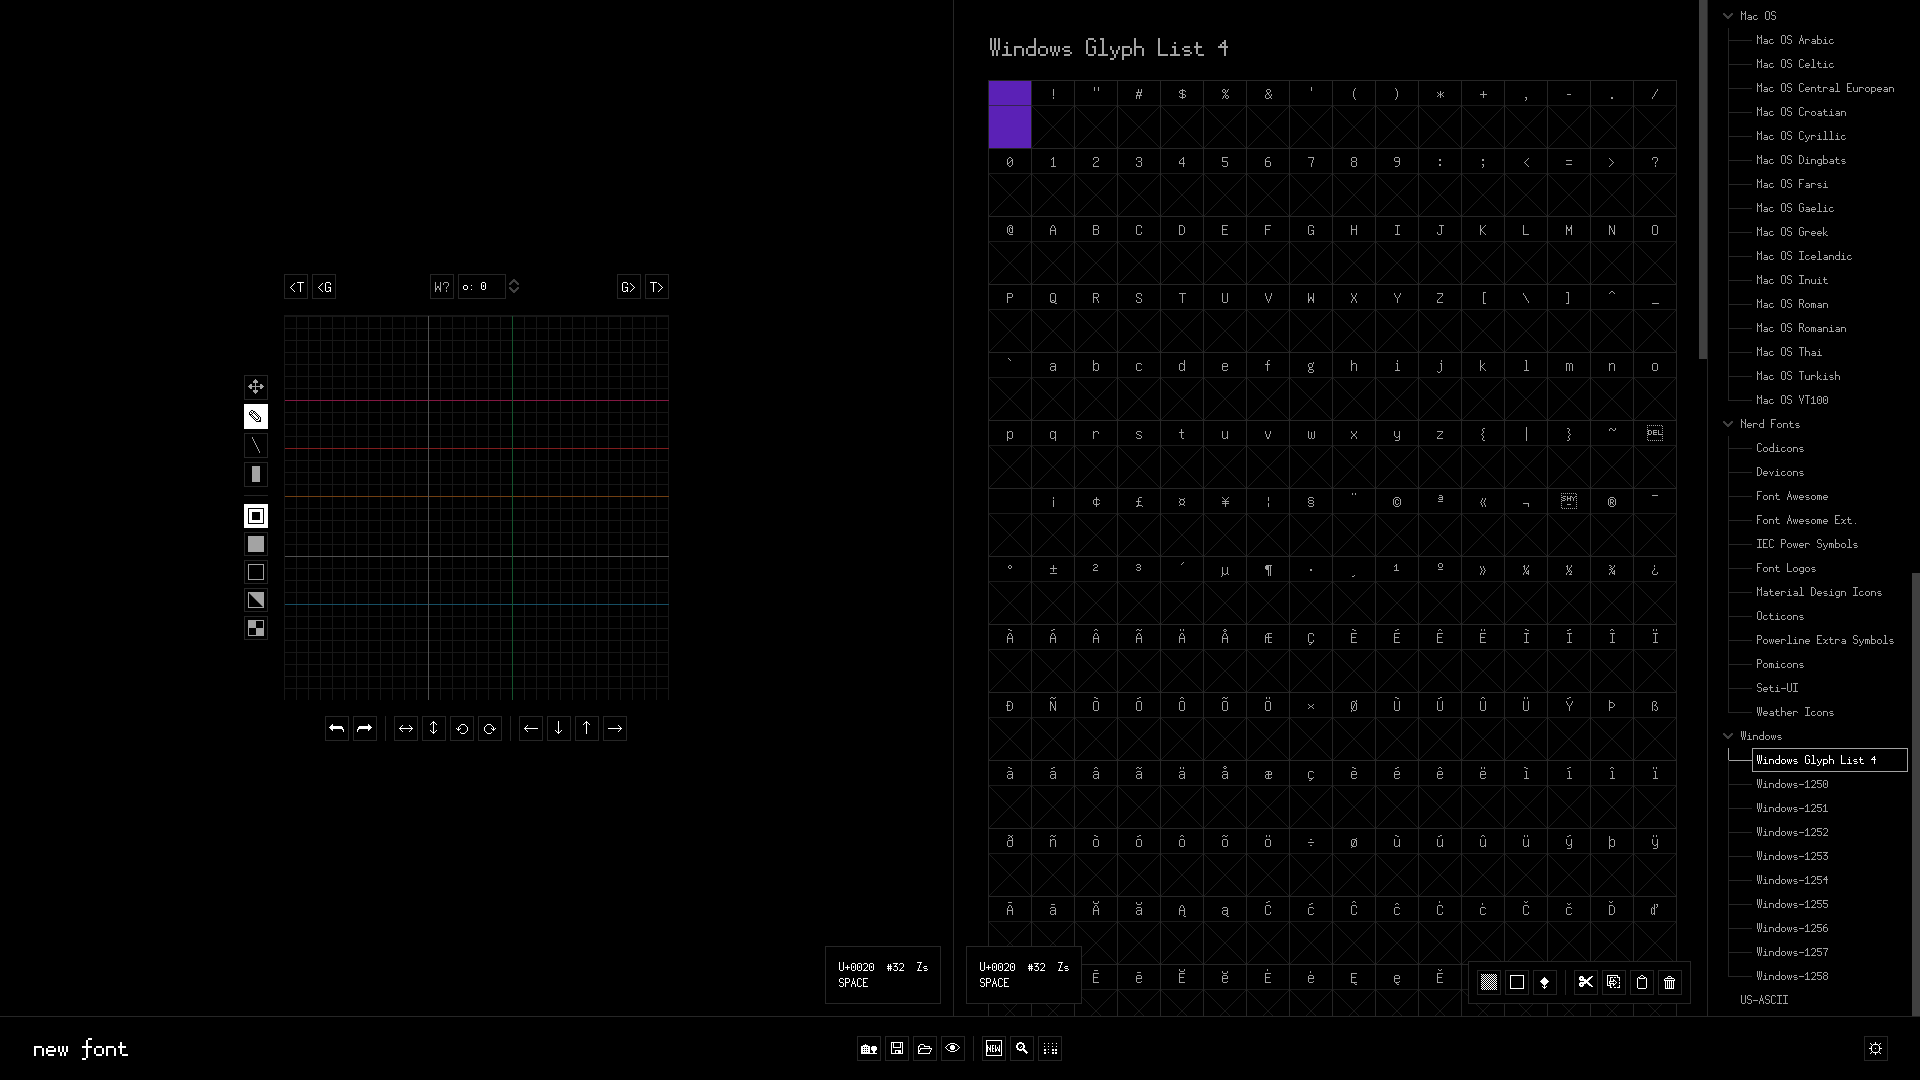 Windows Glyph List 4
! " # $ % & ' ( ) * + , - . /
0 1 2 3 4 5 6 7 8 9 : ; < = > ?
@ A B C D E F G H I J K L M N O
P Q R S T U V W X Y Z [ \ ] ^ _
` a b c d e f g h i j k l m n o
p q r s t u v w x y z { | } ~ DEL
¡ ¢ £ ¤ ¥ ¦ § ¨ © ª « ¬ SHY ® ¯
° ± ² ³ ´ µ ¶ · ¸ ¹ º » ¼ ½ ¾ ¿
À Á Â Ã Ä Å Æ Ç È É Ê Ë Ì Í Î Ï
Ð Ñ Ò Ó Ô Õ Ö × Ø Ù Ú Û Ü Ý Þ ß
à á â ã ä å æ ç è é ê ë ì í î ï
ð ñ ò ó ô õ ö ÷ ø ù ú û ü ý þ ÿ
Ā ā Ă ă Ą ą Ć ć Ĉ ĉ Ċ ċ Č č Ď ď
Ē ē Ĕ ĕ Ė ė Ę ę Ě
<T <G W? o: 0 G> T>
U+0020 #32 Zs
SPACE
U+0020 #32 Zs
SPACE
Mac OS
Mac OS Arabic
Mac OS Celtic
Mac OS Central European
Mac OS Croatian
Mac OS Cyrillic
Mac OS Dingbats
Mac OS Farsi
Mac OS Gaelic
Mac OS Greek
Mac OS Icelandic
Mac OS Inuit
Mac OS Roman
Mac OS Romanian
Mac OS Thai
Mac OS Turkish
Mac OS VT100
Nerd Fonts
Codicons
Devicons
Font Awesome
Font Awesome Ext.
IEC Power Symbols
Font Logos
Material Design Icons
Octicons
Powerline Extra Symbols
Pomicons
Seti-UI
Weather Icons
Windows
Windows Glyph List 4
Windows-1250
Windows-1251
Windows-1252
Windows-1253
Windows-1254
Windows-1255
Windows-1256
Windows-1257
Windows-1258
US-ASCII
new font
NEW